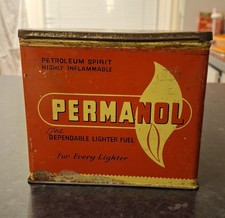 PETROLEUM SPIRIT
HIGHLY INFLAMMABLE
PERMANOL
The
DEPENDABLE LIGHTER FUEL
For Every Lighter